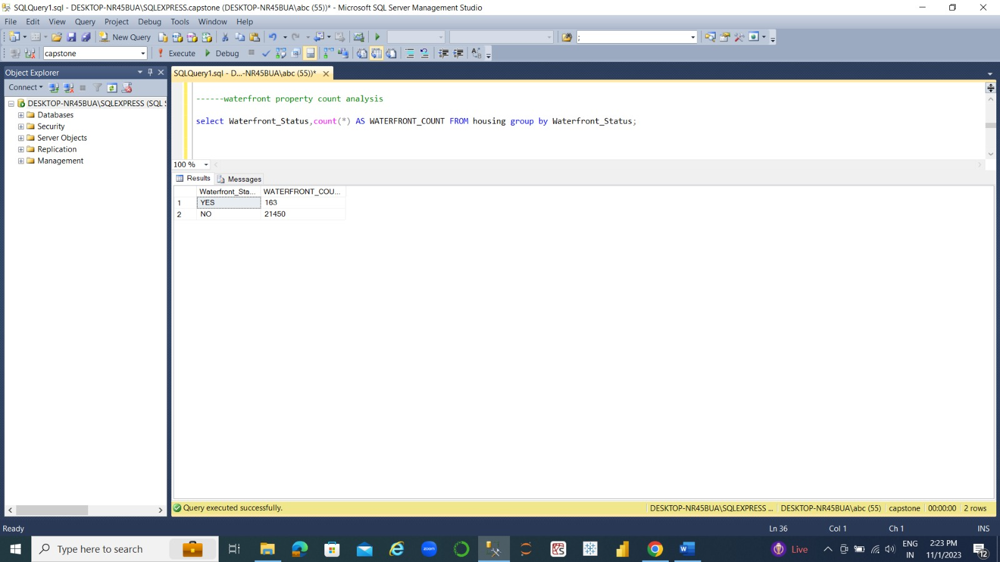 SQLQuery1.sql - DESKTOP-NR45BUA\SQLEXPRESS.capstone (DESKTOP-NR45BUA\abc (55))* - Microsoft SQL Server Management Studio
File Edit View Query Project Debug Tools Window Help
New Query ;
capstone Execute Debug
Object Explorer
SQLQuery1.sql - D...-NR45BUA\abc (55))*
Connect
DESKTOP-NR45BUA\SQLEXPRESS (SQL S
Databases
Security
Server Objects
Replication
Management
------waterfront property count analysis
select Waterfront_Status,count(*) AS WATERFRONT_COUNT FROM housing group by Waterfront_Status;
100 %
Results Messages
Waterfront_Sta... WATERFRONT_COU...
1 YES 163
2 NO 21450
Query executed successfully. DESKTOP-NR45BUA\SQLEXPRESS ... DESKTOP-NR45BUA\abc (55) capstone 00:00:00 2 rows
Ready Ln 36 Col 1 Ch 1 INS
Type here to search zoom Live ENG 2:23 PM
IN 11/1/2023 12